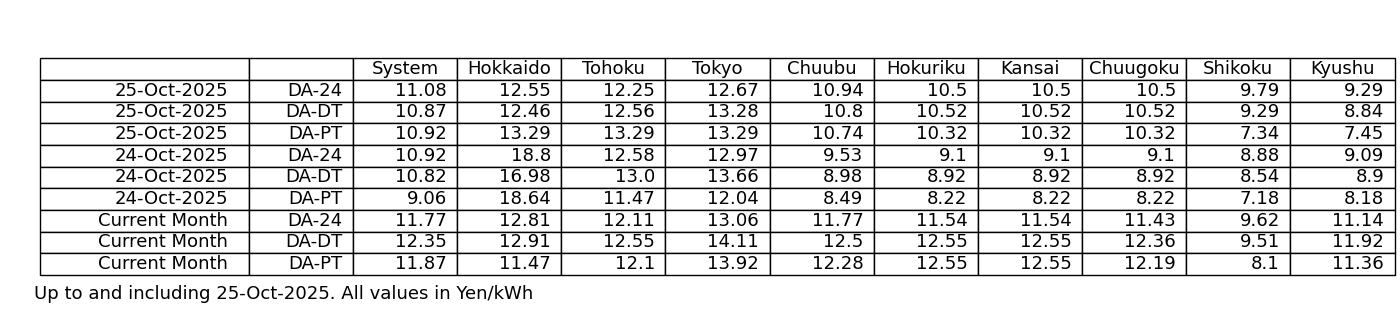 System Hokkaido Tohoku Tokyo Chuubu Hokuriku Kansai Chuugoku Shikoku Kyushu
25-Oct-2025 DA-24 11.08 12.55 12.25 12.67 10.94 10.5 10.5 10.5 9.79 9.29
25-Oct-2025 DA-DT 10.87 12.46 12.56 13.28 10.8 10.52 10.52 10.52 9.29 8.84
25-Oct-2025 DA-PT 10.92 13.29 13.29 13.29 10.74 10.32 10.32 10.32 7.34 7.45
24-Oct-2025 DA-24 10.92 18.8 12.58 12.97 9.53 9.1 9.1 9.1 8.88 9.09
24-Oct-2025 DA-DT 10.82 16.98 13.0 13.66 8.98 8.92 8.92 8.92 8.54 8.9
24-Oct-2025 DA-PT 9.06 18.64 11.47 12.04 8.49 8.22 8.22 8.22 7.18 8.18
Current Month DA-24 11.77 12.81 12.11 13.06 11.77 11.54 11.54 11.43 9.62 11.14
Current Month DA-DT 12.35 12.91 12.55 14.11 12.5 12.55 12.55 12.36 9.51 11.92
Current Month DA-PT 11.87 11.47 12.1 13.92 12.28 12.55 12.55 12.19 8.1 11.36
Up to and including 25-Oct-2025. All values in Yen/kWh